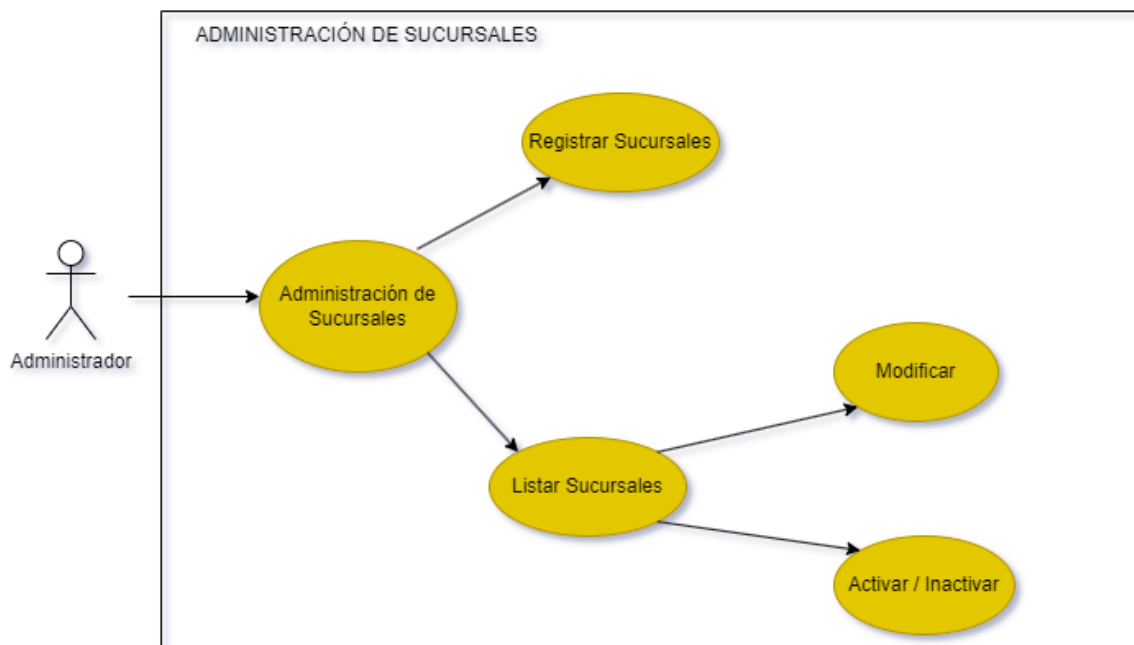 ADMINISTRACIÓN DE SUCURSALES
Registrar Sucursales
Administración de
Sucursales
Administrador
Modificar
Listar Sucursales
Activar / Inactivar